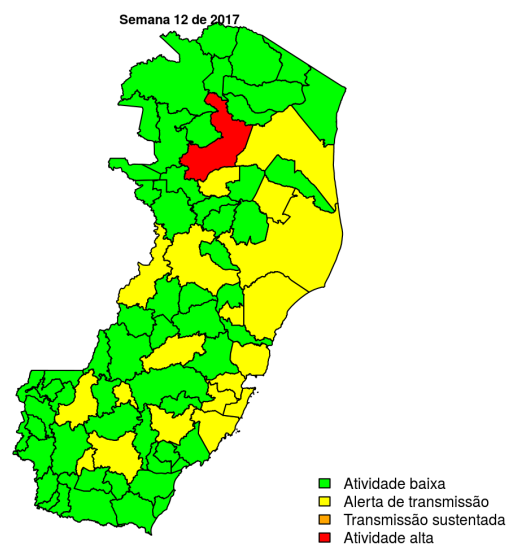 Semana 12 de 2017
Atividade baixa
Alerta de transmissão
Transmissão sustentada
Atividade alta